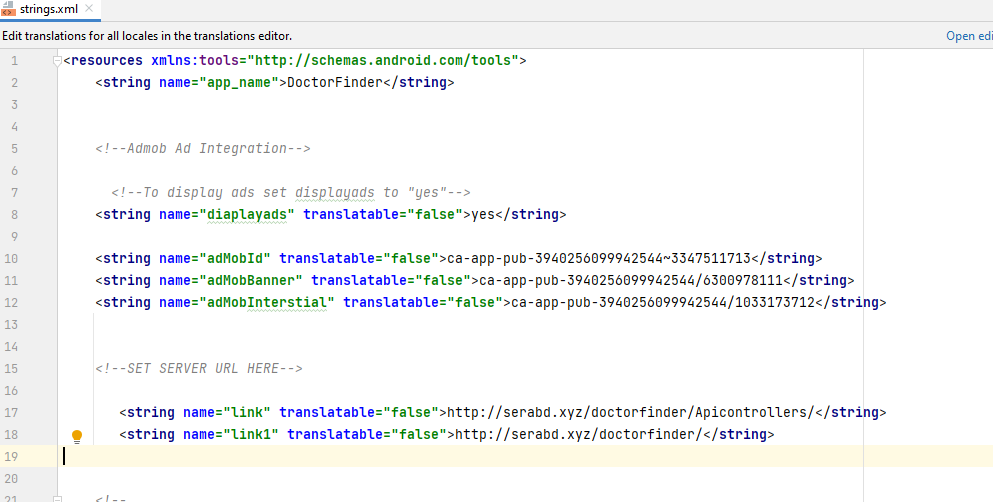 strings.xml
Edit translations for all locales in the translations editor.
Open edi
1 <resources xmlns:tools="http://schemas.android.com/tools">
2 <string name="app_name">DoctorFinder</string>
3
4
5 <!--Admob Ad Integration-->
6
7 <!--To display ads set displayads to "yes"-->
8 <string name="diaplayads" translatable="false">yes</string>
9
10 <string name="adMobId" translatable="false">ca-app-pub-3940256099942544~3347511713</string>
11 <string name="adMobBanner" translatable="false">ca-app-pub-3940256099942544/6300978111</string>
12 <string name="adMobInterstial" translatable="false">ca-app-pub-3940256099942544/1033173712</string>
13
14
15 <!--SET SERVER URL HERE-->
16
17 <string name="link" translatable="false">http://serabd.xyz/doctorfinder/Apicontrollers/</string>
18 <string name="link1" translatable="false">http://serabd.xyz/doctorfinder/</string>
19
20
21 <!--